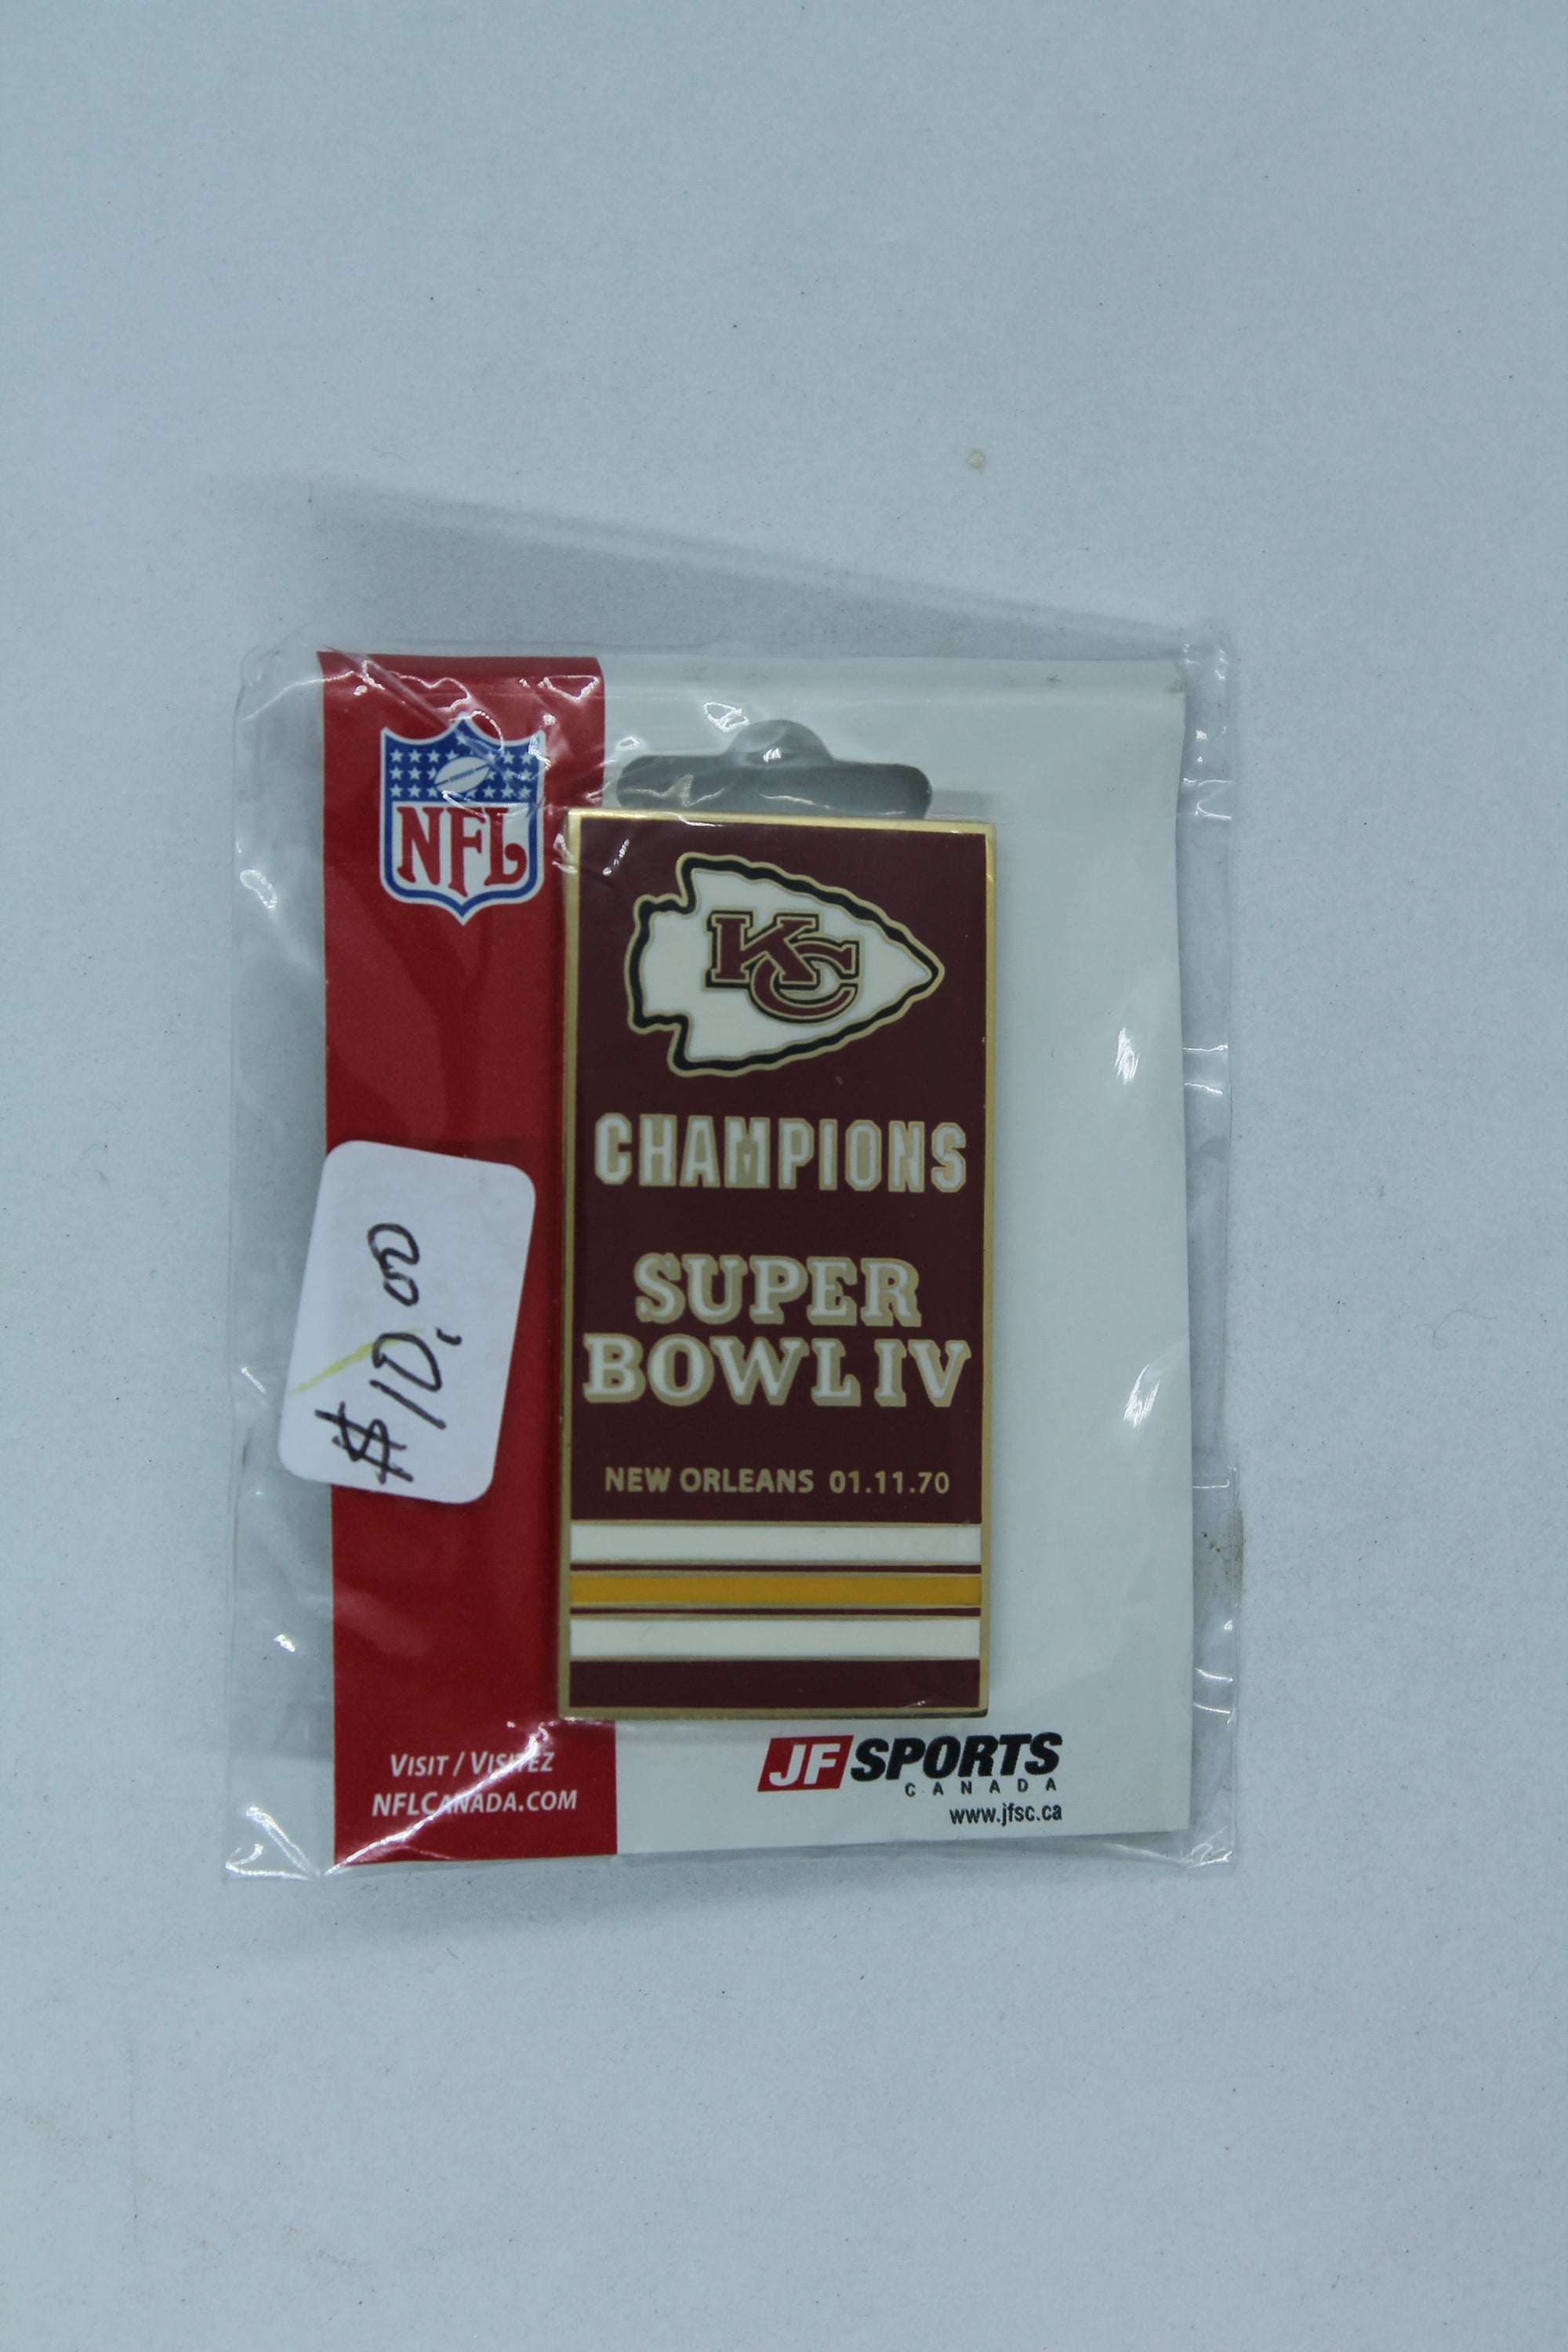 NFL
KC
CHAMPIONS
SUPER
BOWL IV
NEW ORLEANS 01.11.70
$10.00
VISIT / VISITEZ
NFLCANADA.COM
JF SPORTS
CANADA
www.jfsc.ca